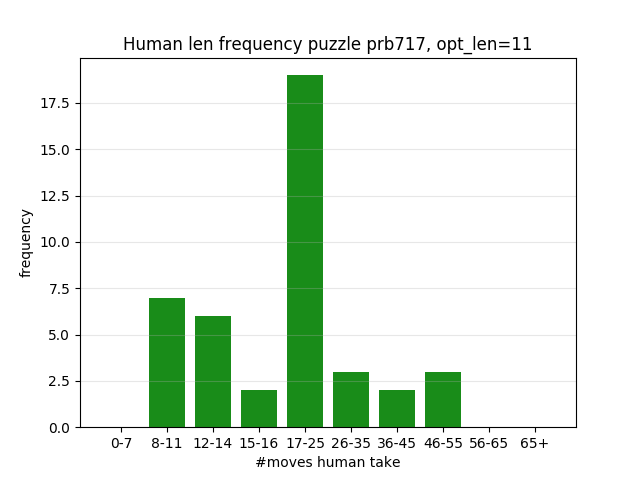 Human len frequency puzzle prb717, opt_len=11
frequency
17.5
15.0
12.5
10.0
7.5
5.0
2.5
0.0
0-7 8-11 12-14 15-16 17-25 26-35 36-45 46-55 56-65 65+
#moves human take